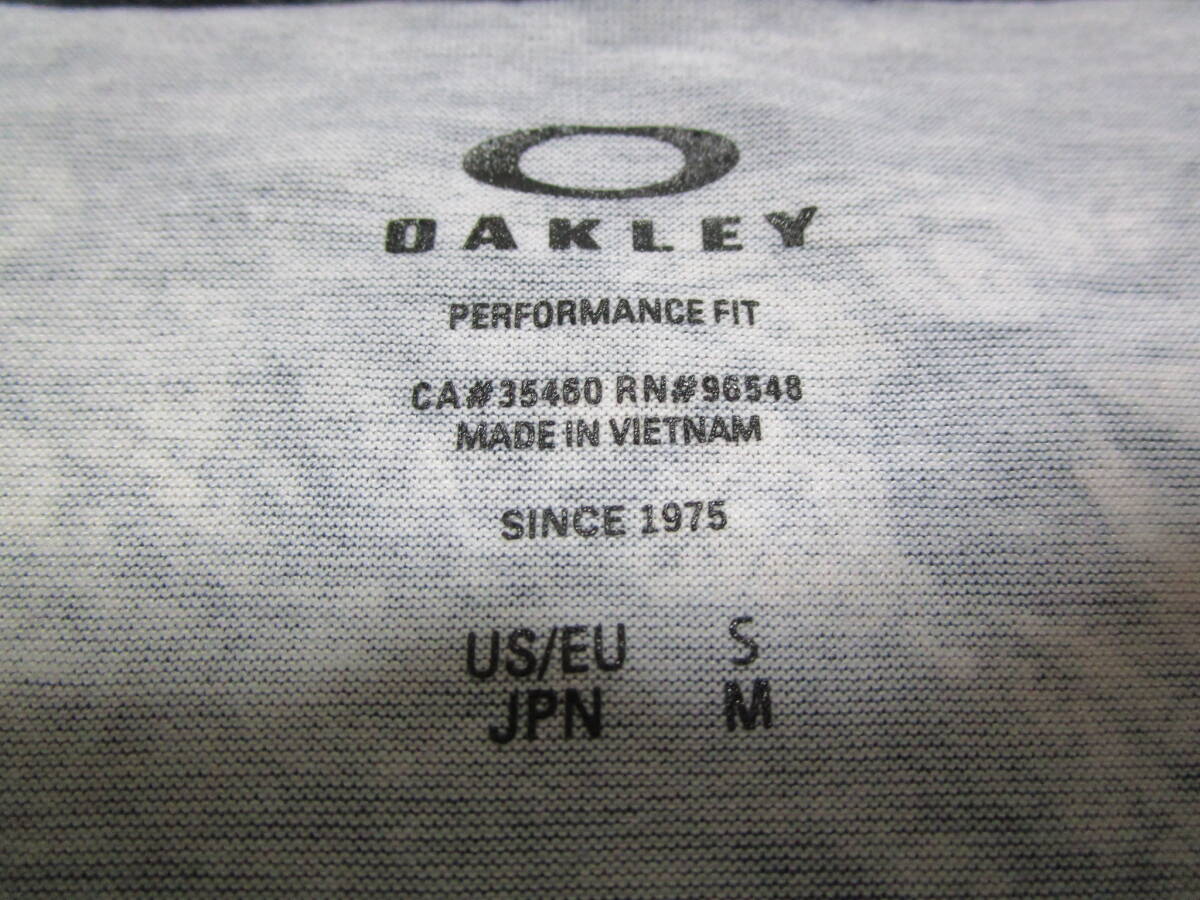 OAKLEY
PERFORMANCE FIT
CA#35460 RN#96548
MADE IN VIETNAM
SINCE 1975
US/EU S
JPN M